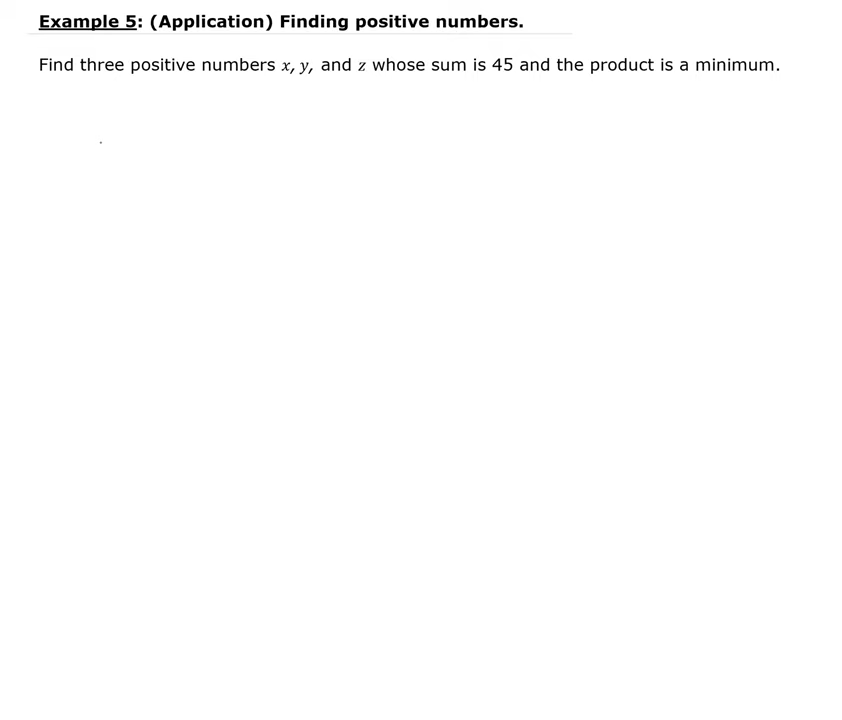 Example 5: (Application) Finding positive numbers.
Find three positive numbers x, y, and z whose sum is 45 and the product is a minimum.